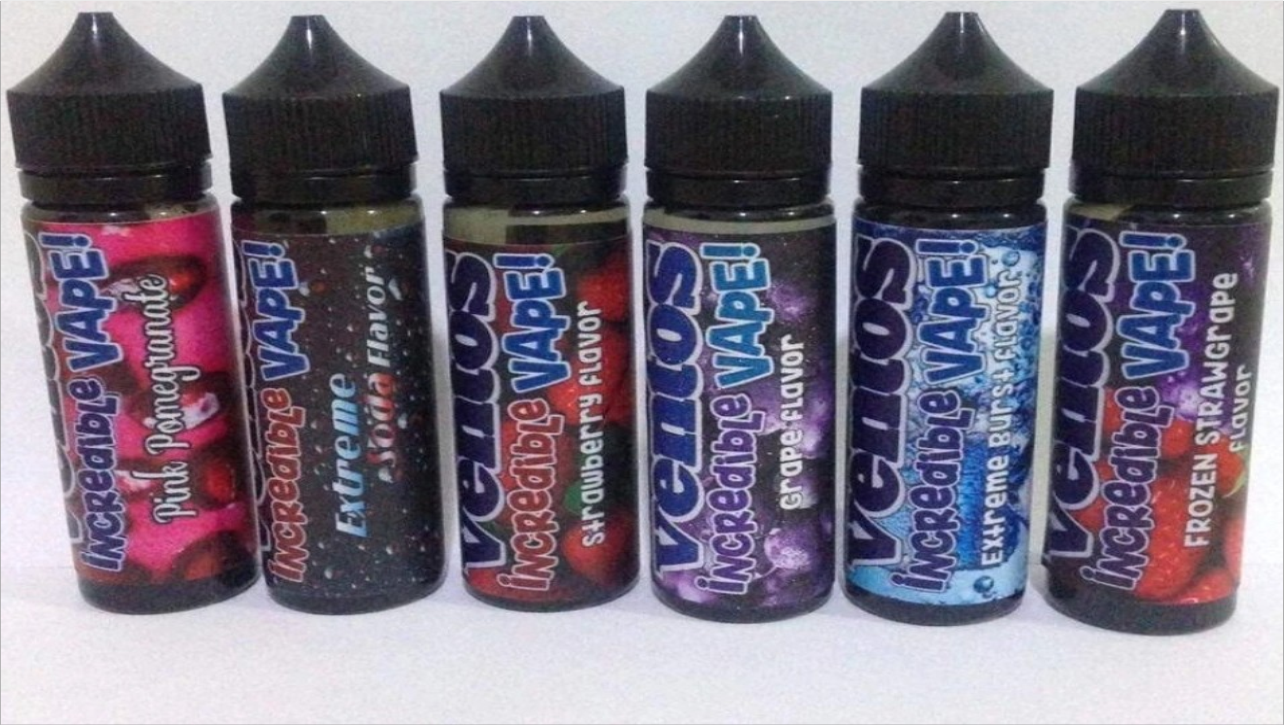 ventos
incredible VAPE!
Pink Pomegranate
incredible VAPE!
Extreme
Soda Flavor
ventos
incredible VAPE!
strawberry flavor
ventos
incredible VAPE!
Grape flavor
ventos
incredible VAPE!
Extreme Burst flavor
ventos
incredible VAPE!
FROZEN STRAWGRAPE
flavor